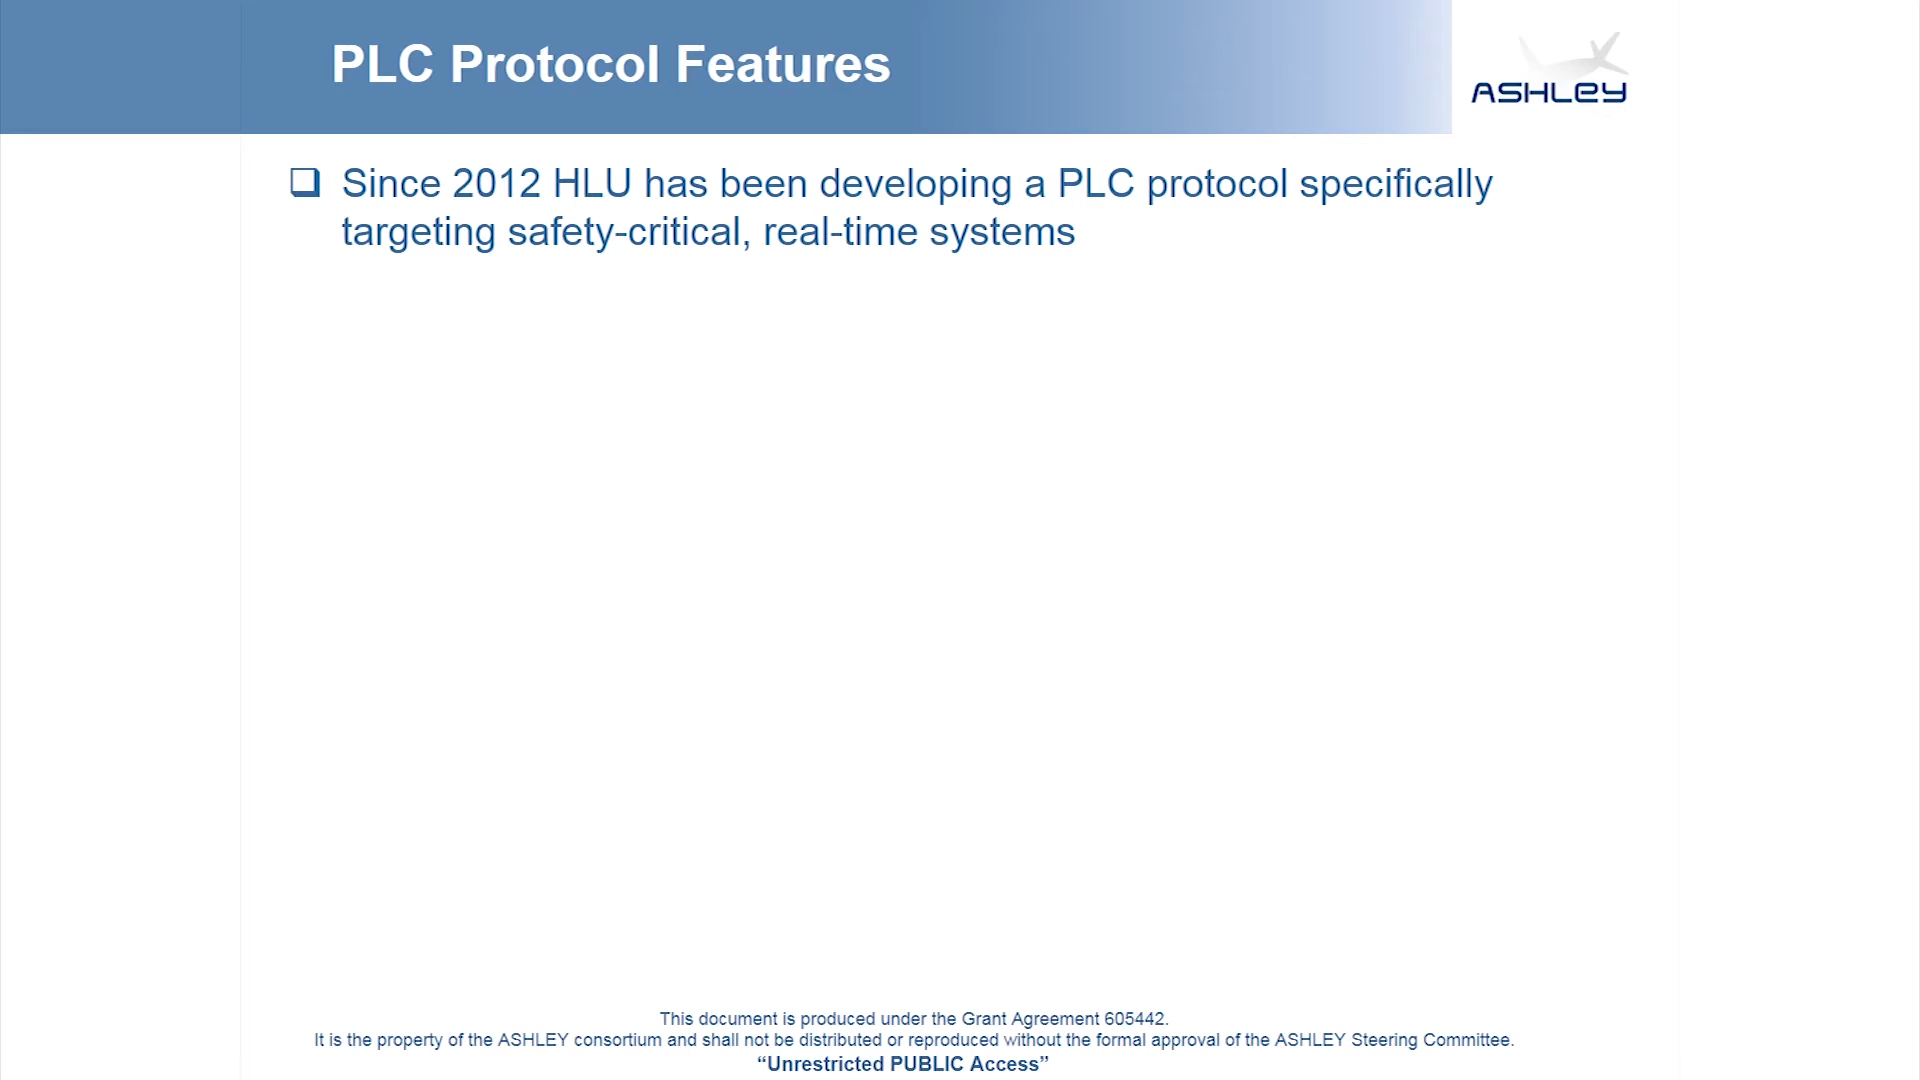 PLC Protocol Features
ASHLEY
Since 2012 HLU has been developing a PLC protocol specifically
targeting safety-critical, real-time systems
This document is produced under the Grant Agreement 605442.
It is the property of the ASHLEY consortium and shall not be distributed or reproduced without the formal approval of the ASHLEY Steering Committee.
“Unrestricted PUBLIC Access”